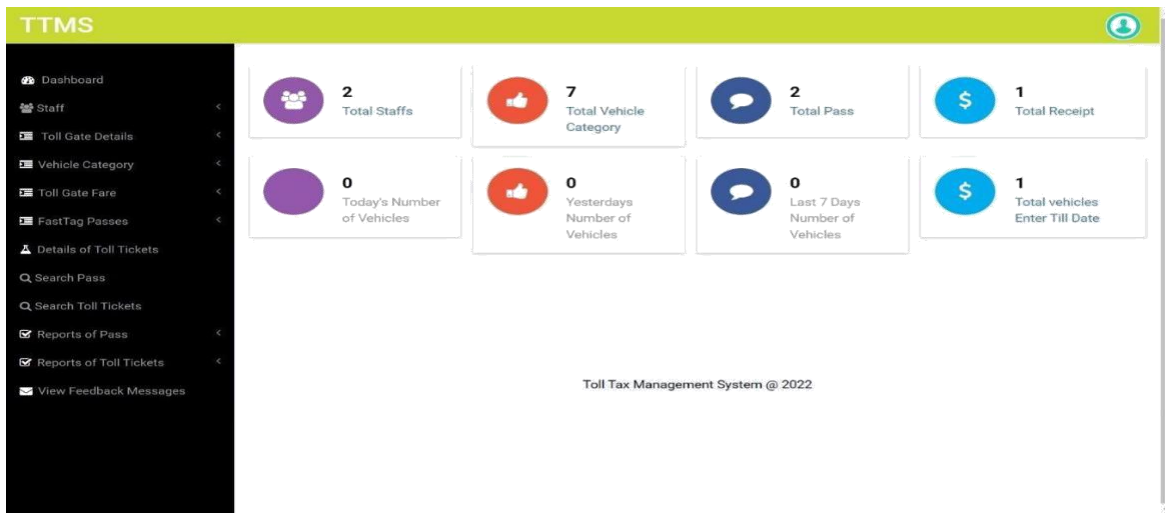 TTMS
Dashboard
Staff
Toll Gate Details
Vehicle Category
Toll Gate Fare
FastTag Passes
Details of Toll Tickets
Search Pass
Search Toll Tickets
Reports of Pass
Reports of Toll Tickets
View Feedback Messages
2
Total Staffs
7
Total Vehicle
Category
2
Total Pass
1
Total Receipt
0
Today's Number
of Vehicles
0
Yesterdays
Number of
Vehicles
0
Last 7 Days
Number of
Vehicles
1
Total vehicles
Enter Till Date
Toll Tax Management System @ 2022